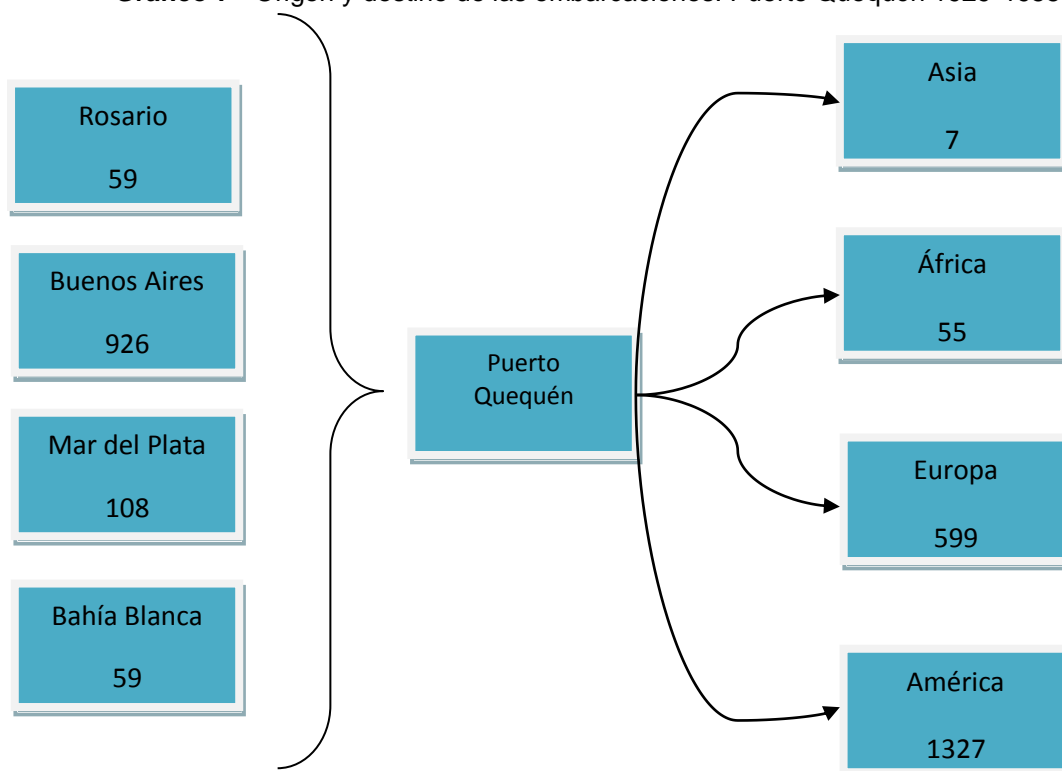 Origen y destino de las embarcaciones. Puerto Quequén
Rosario
59
Buenos Aires
926
Mar del Plata
108
Bahía Blanca
59
Puerto
Quequén
Asia
7
África
55
Europa
599
América
1327